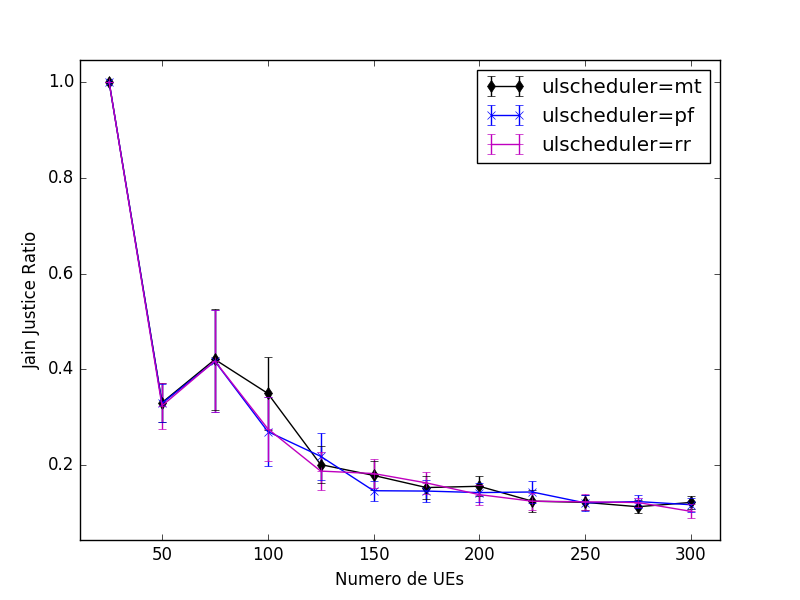 ulscheduler=mt
ulscheduler=pf
ulscheduler=rr
Jain Justice Ratio
1.0
0.8
0.6
0.4
0.2
50 100 150 200 250 300
Numero de UEs